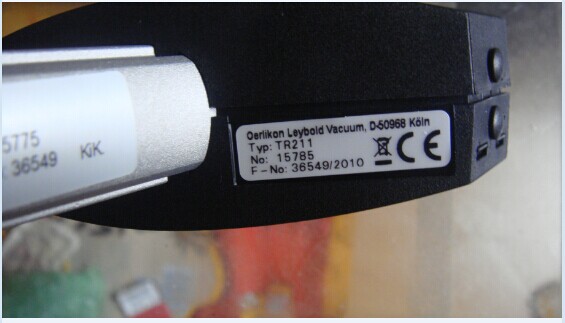 5775
36549 KiK
Oerlikon Leybold Vacuum, D-50968 Köln
Typ: TR211
No: 15785
F-No: 36549/2010
CE